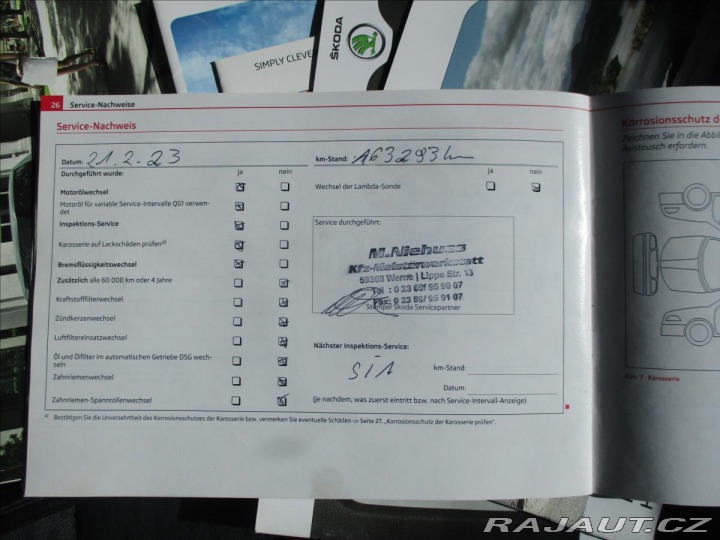 ŠKODA
SIMPLY CLEVE
26 Service-Nachweise
Service-Nachweis
Datum: 21.2.23
km-Stand: 163293km
Durchgeführt wurde: ja nein
Motorölwechsel
Motoröl für variable Service-Intervalle QG1 verwen-
det
Inspektions-Service
Karosserie auf Lackschäden prüfen a)
Bremsflüssigkeitswechsel
Zusätzlich alle 60 000 km oder 4 Jahre
Kraftstofffilterwechsel
Zündkerzenwechsel
Luftfiltereinsatzwechsel
Öl und Ölfilter im automatischen Getriebe DSG wech-
seln
Zahnriemenwechsel
Zahnriemen-Spannrollenwechsel
ja nein
Wechsel der Lambda-Sonde
Service durchgeführt:
M.Niehues
Kfz-Meisterwerkstatt
59368 Werne | Lippe Str. 13
Tel : 0 23 89/ 95 90 07
Fax: 0 23 89/ 95 91 07
Stempel Škoda Servicepartner
Nächster Inspektions-Service:
SIA
km-Stand:
Datum:
(je nachdem, was zuerst eintritt bzw. nach Service-Intervall-Anzeige)
a) Bestätigen Sie die Unversehrtheit des Korrosionsschutzes der Karosserie bzw. vermerken Sie eventuelle Schäden ⇒ Seite 27, „Korrosionsschutz der Karosserie prüfen".
Korrosionsschutz d
Zeichnen Sie in die Abbil
Austausch erfordern.
Abb. 7 Karosserie
RAJAUT.CZ